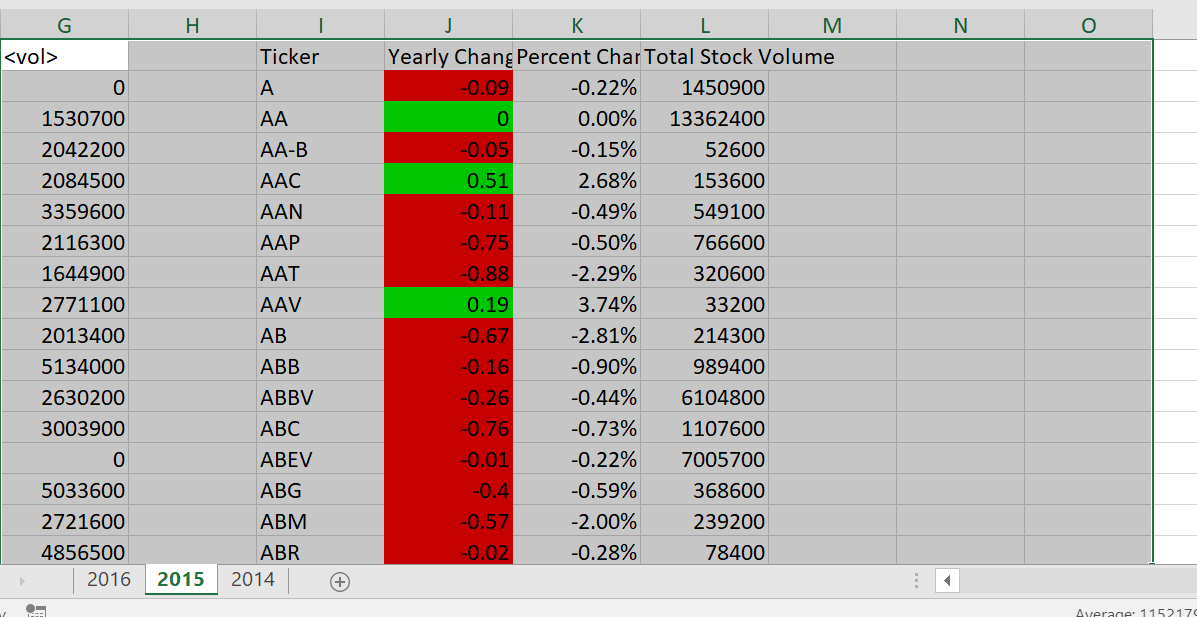 G H I J K L M N O
<vol> Ticker Yearly Chang Percent Char Total Stock Volume
0 A -0.09 -0.22% 1450900
1530700 AA 0 0.00% 13362400
2042200 AA-B -0.05 -0.15% 52600
2084500 AAC 0.51 2.68% 153600
3359600 AAN -0.11 -0.49% 549100
2116300 AAP -0.75 -0.50% 766600
1644900 AAT -0.88 -2.29% 320600
2771100 AAV 0.19 3.74% 33200
2013400 AB -0.67 -2.81% 214300
5134000 ABB -0.16 -0.90% 989400
2630200 ABBV -0.26 -0.44% 6104800
3003900 ABC -0.76 -0.73% 1107600
0 ABEV -0.01 -0.22% 7005700
5033600 ABG -0.4 -0.59% 368600
2721600 ABM -0.57 -2.00% 239200
4856500 ABR -0.02 -0.28% 78400
2016 2015 2014
Average: 1152179